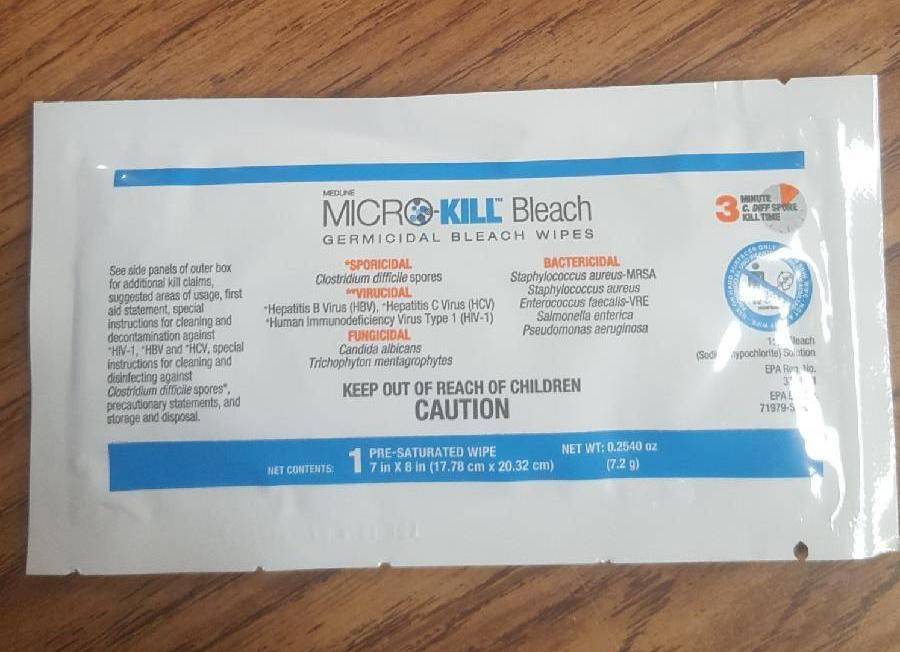 MEDLINE
MICRO-KILL™ Bleach
GERMICIDAL BLEACH WIPES
3 MINUTE
C. DIFF SPORE
KILL TIME
See side panels of outer box
for additional kill claims,
suggested areas of usage, first
aid statement, special
instructions for cleaning and
decontamination against
*HIV-1, *HBV and *HCV, special
instructions for cleaning and
disinfecting against
Clostridium difficile spores*,
precautionary statements, and
storage and disposal.
*SPORICIDAL
Clostridium difficile spores
**VIRUCIDAL
*Hepatitis B Virus (HBV), *Hepatitis C Virus (HCV)
*Human Immunodeficiency Virus Type 1 (HIV-1)
FUNGICIDAL
Candida albicans
Trichophyton mentagrophytes
BACTERICIDAL
Staphylococcus aureus-MRSA
Staphylococcus aureus
Enterococcus faecalis-VRE
Salmonella enterica
Pseudomonas aeruginosa
Solution
EPA Reg. No.
EPA
KEEP OUT OF REACH OF CHILDREN
CAUTION
NET CONTENTS: 1 PRE-SATURATED WIPE
7 in X 8 in (17.78 cm x 20.32 cm)
NET WT: 0.2540 oz
(7.2 g)